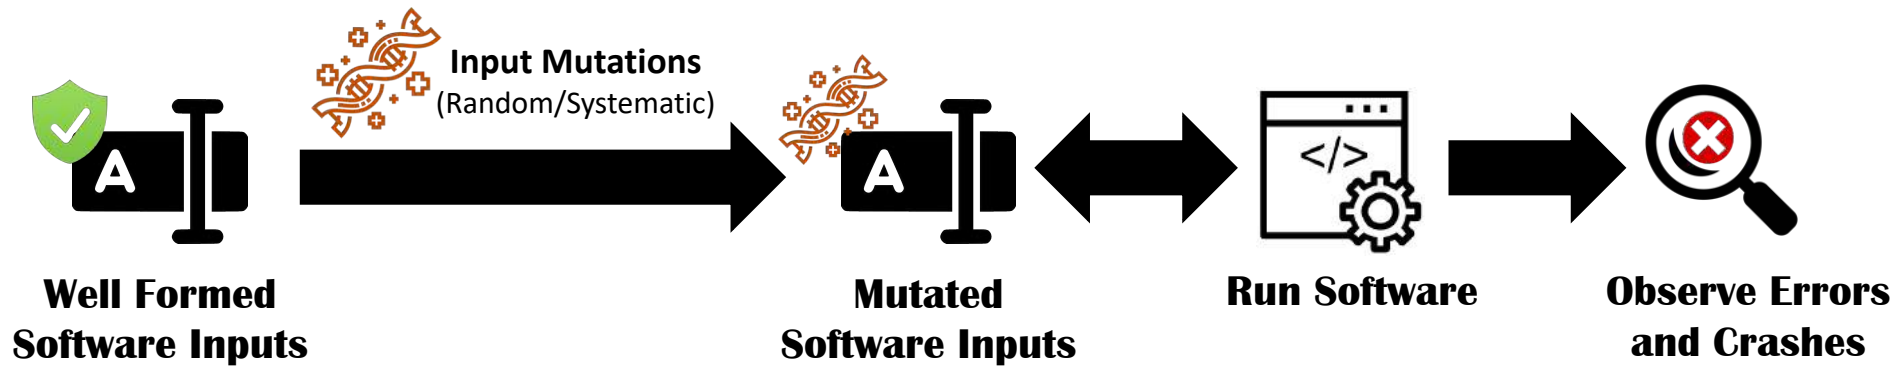 Input Mutations
(Random/Systematic)
A
A
</>
Well Formed
Software Inputs
Mutated
Software Inputs
Run Software
Observe Errors
and Crashes